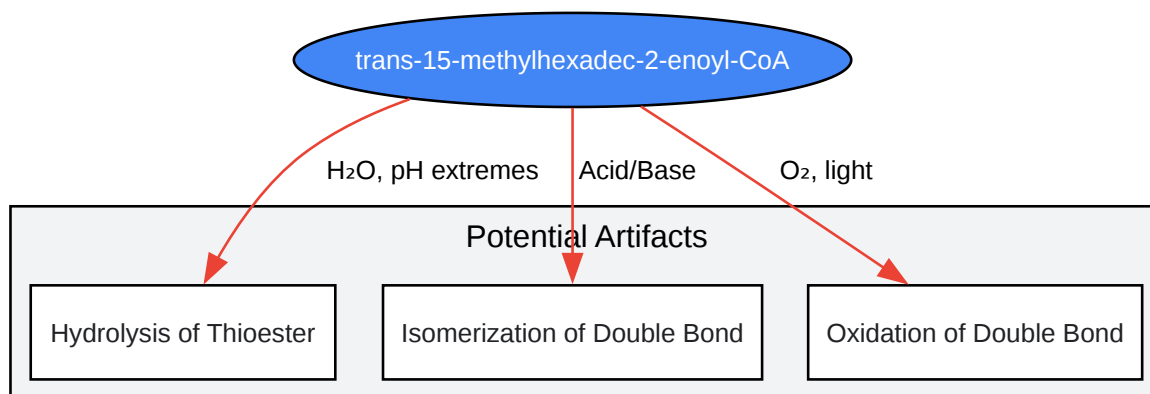 trans-15-methylhexadec-2-enoyl-CoA
H₂O, pH extremes
Acid/Base
O₂, light
Potential Artifacts
Hydrolysis of Thioester
Isomerization of Double Bond
Oxidation of Double Bond